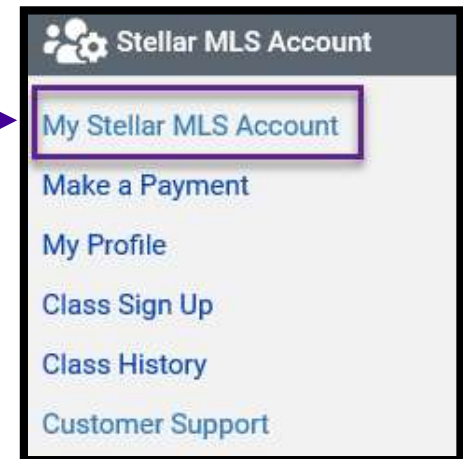 Stellar MLS Account
My Stellar MLS Account
Make a Payment
My Profile
Class Sign Up
Class History
Customer Support